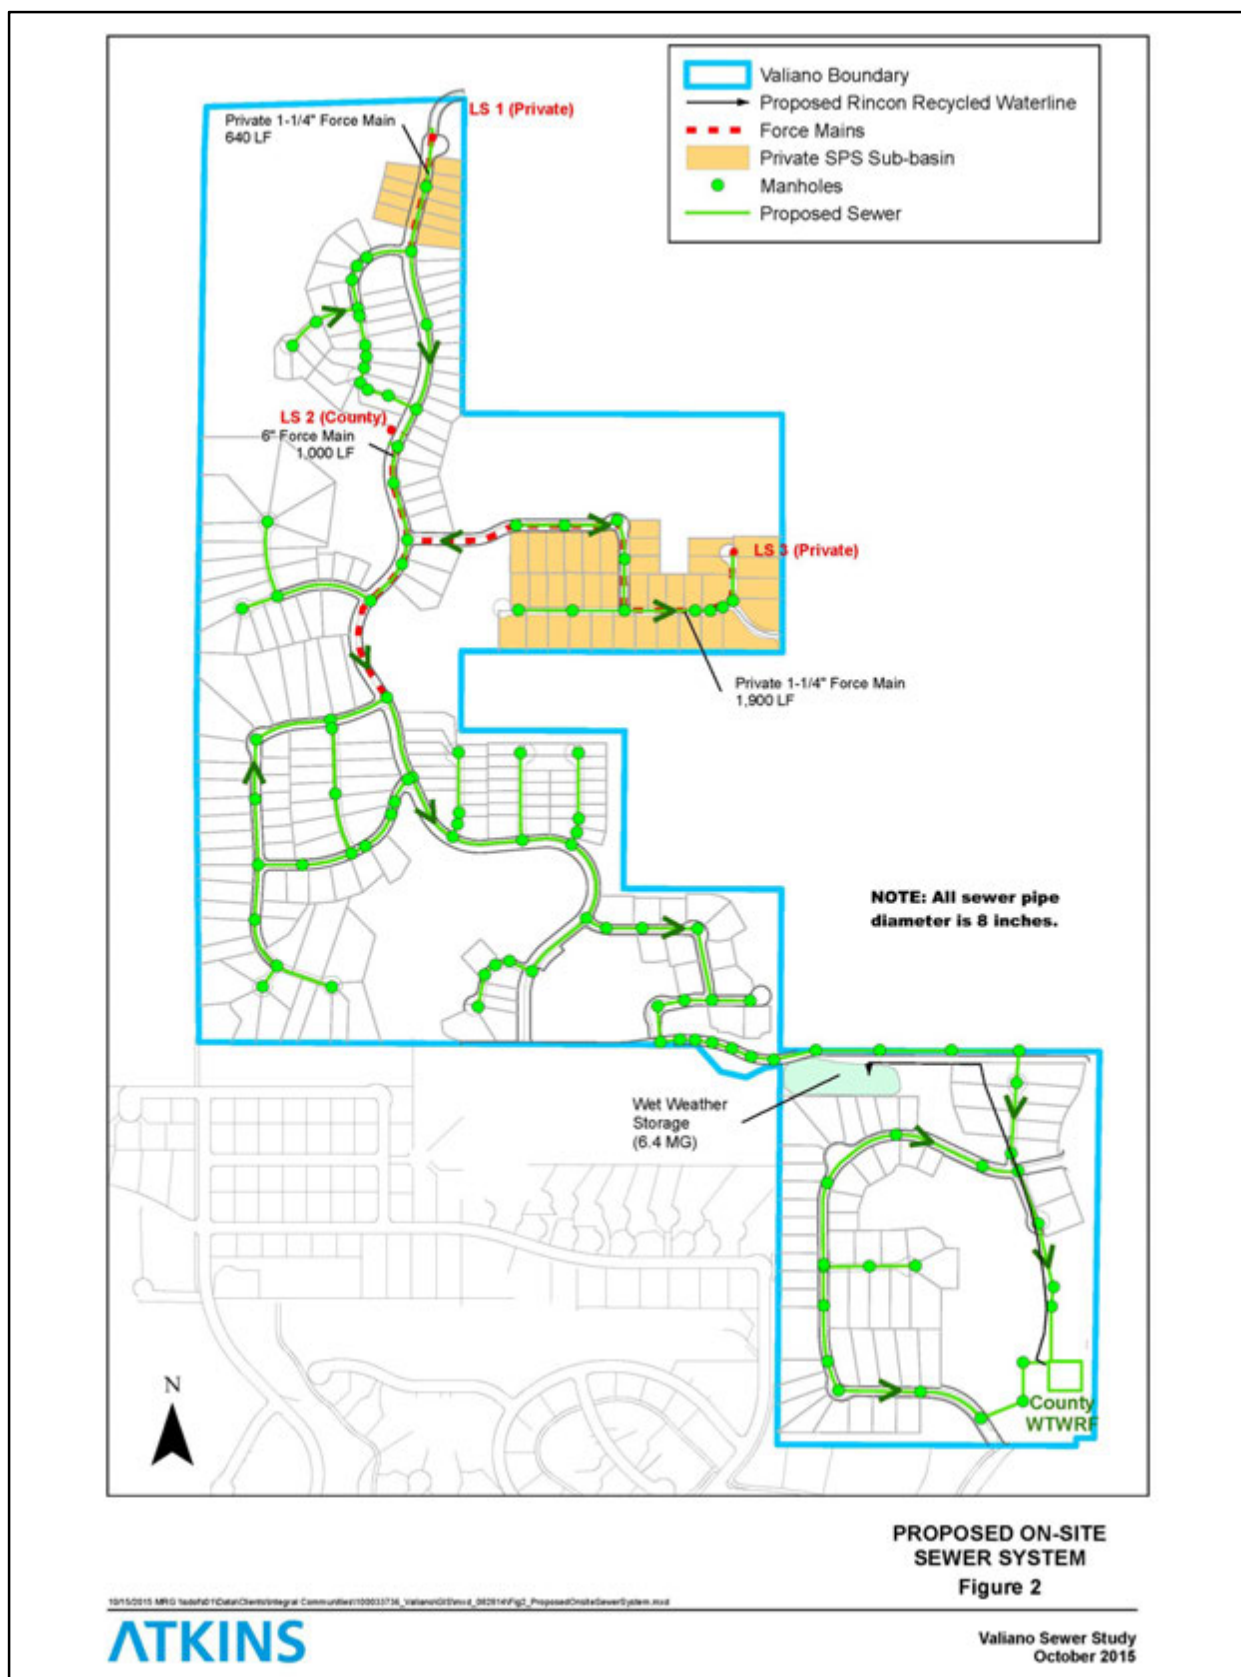 Valiano Boundary
Proposed Rincon Recycled Waterline
Force Mains
Private SPS Sub-basin
Manholes
Proposed Sewer
LS 1 (Private)
Private 1-1/4" Force Main
640 LF
LS 2 (County)
6" Force Main
1,000 LF
LS 3 (Private)
Private 1-1/4" Force Main
1,900 LF
NOTE: All sewer pipe
diameter is 8 inches.
Wet Weather
Storage
(6.4 MG)
County
WTWRF
N
PROPOSED ON-SITE
SEWER SYSTEM
Figure 2
10/15/2015 MRG
ATKINS
Valiano Sewer Study
October 2015